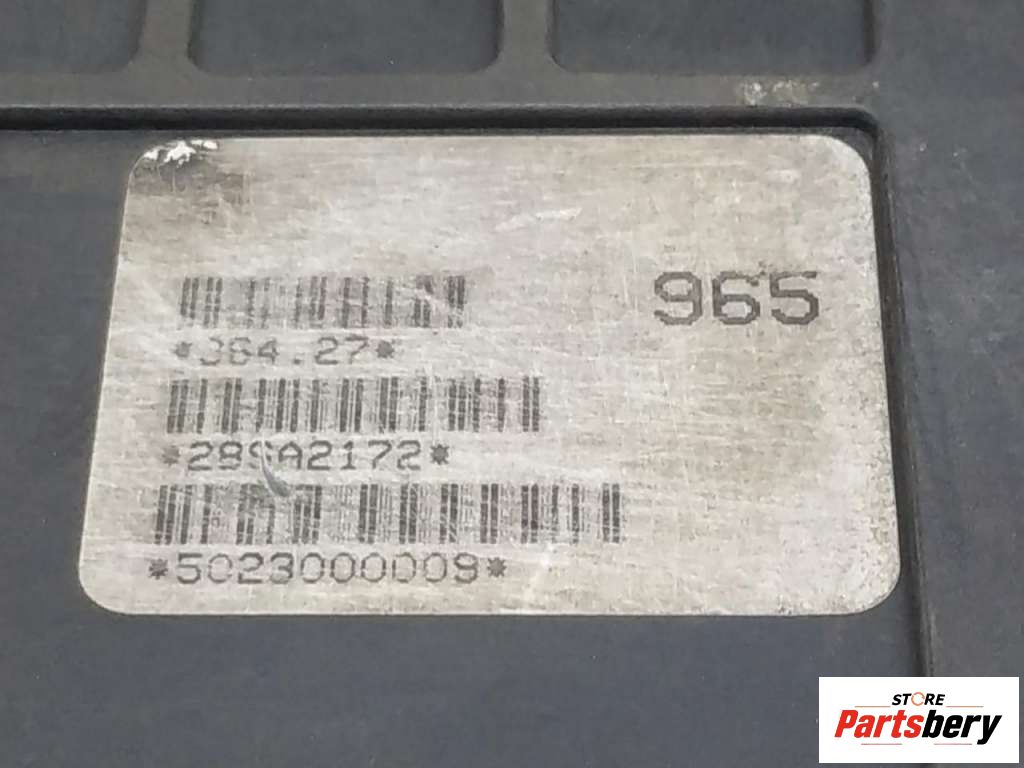 965
*364.27*
*28SA2172*
*5023000009*
STORE
Partsbery